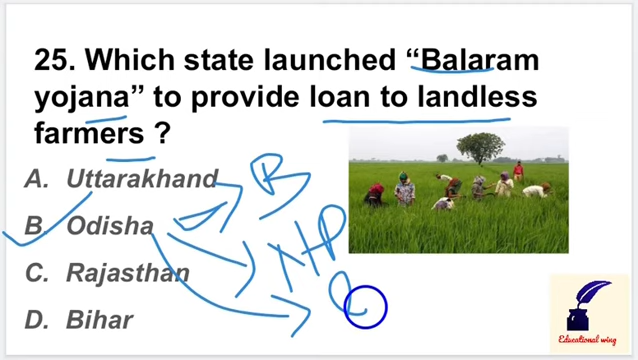 25. Which state launched “Balaram
yojana” to provide loan to landless
farmers ?
A. Uttarakhand
B. Odisha
C. Rajasthan
D. Bihar
B
Educational wing